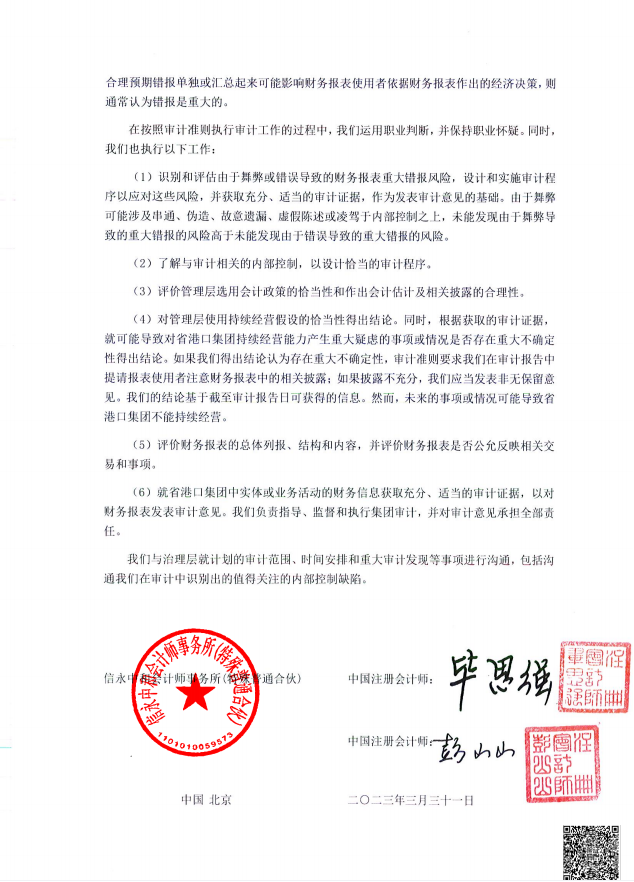 合理预期错报单独或汇总起来可能影响财务报表使用者依据财务报表作出的经济决策，则
通常认为错报是重大的。
在按照审计准则执行审计工作的过程中，我们运用职业判断，并保持职业怀疑。同时，
我们也执行以下工作：
（1）识别和评估由于舞弊或错误导致的财务报表重大错报风险，设计和实施审计程
序以应对这些风险，并获取充分、适当的审计证据，作为发表审计意见的基础。由于舞弊
可能涉及串通、伪造、故意遗漏、虚假陈述或凌驾于内部控制之上，未能发现由于舞弊导
致的重大错报的风险高于未能发现由于错误导致的重大错报的风险。
（2）了解与审计相关的内部控制，以设计恰当的审计程序。
（3）评价管理层选用会计政策的恰当性和作出会计估计及相关披露的合理性。
（4）对管理层使用持续经营假设的恰当性得出结论。同时，根据获取的审计证据，
就可能导致对省港口集团持续经营能力产生重大疑虑的事项或情况是否存在重大不确定
性得出结论。如果我们得出结论认为存在重大不确定性，审计准则要求我们在审计报告中
提请报表使用者注意财务报表中的相关披露；如果披露不充分，我们应当发表非无保留意
见。我们的结论基于截至审计报告日可获得的信息。然而，未来的事项或情况可能导致省
港口集团不能持续经营。
（5）评价财务报表的总体列报、结构和内容，并评价财务报表是否公允反映相关交
易和事项。
（6）就省港口集团中实体或业务活动的财务信息获取充分、适当的审计证据，以对
财务报表发表审计意见。我们负责指导、监督和执行集团审计，并对审计意见承担全部责
任。
我们与治理层就计划的审计范围、时间安排和重大审计发现等事项进行沟通，包括沟
通我们在审计中识别出的值得关注的内部控制缺陷。
信永中和会计师事务所(特殊普通合伙)
信永中和会计师事务所(特殊普通合伙)
1101010059573
中国注册会计师：
毕思强
中国注册会计师
毕思强
中国注册会计师：
彭山山
中国注册会计师
彭山山
中国 北京
二〇二三年三月三十一日